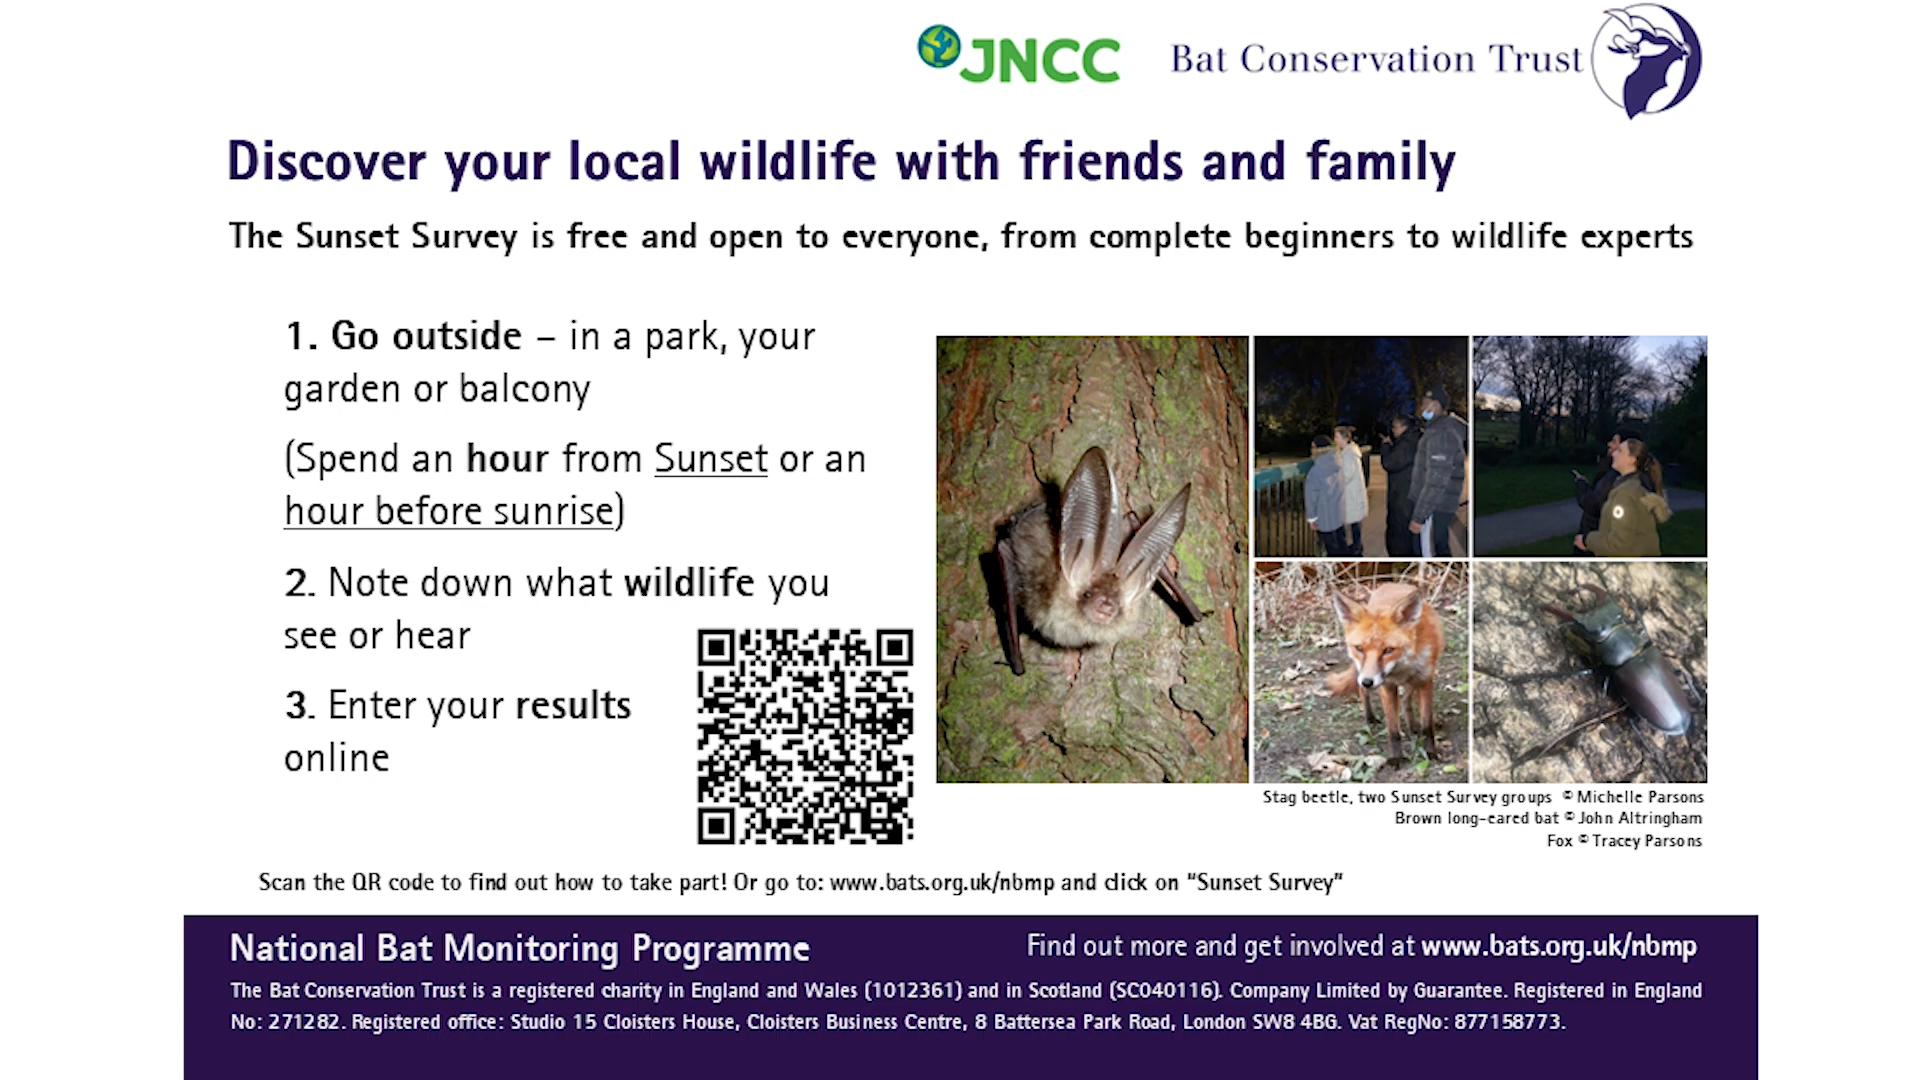 JNCC
Bat Conservation Trust
Discover your local wildlife with friends and family
The Sunset Survey is free and open to everyone, from complete beginners to wildlife experts
1. Go outside – in a park, your
garden or balcony
(Spend an hour from Sunset or an
hour before sunrise)
2. Note down what wildlife you
see or hear
3. Enter your results
online
Stag beetle, two Sunset Survey groups © Michelle Parsons
Brown long-eared bat © John Altringham
Fox © Tracey Parsons
Scan the QR code to find out how to take part! Or go to: www.bats.org.uk/nbmp and click on "Sunset Survey"
National Bat Monitoring Programme
Find out more and get involved at www.bats.org.uk/nbmp
The Bat Conservation Trust is a registered charity in England and Wales (1012361) and in Scotland (SC040116). Company Limited by Guarantee. Registered in England
No: 271282. Registered office: Studio 15 Cloisters House, Cloisters Business Centre, 8 Battersea Park Road, London SW8 4BG. Vat RegNo: 877158773.